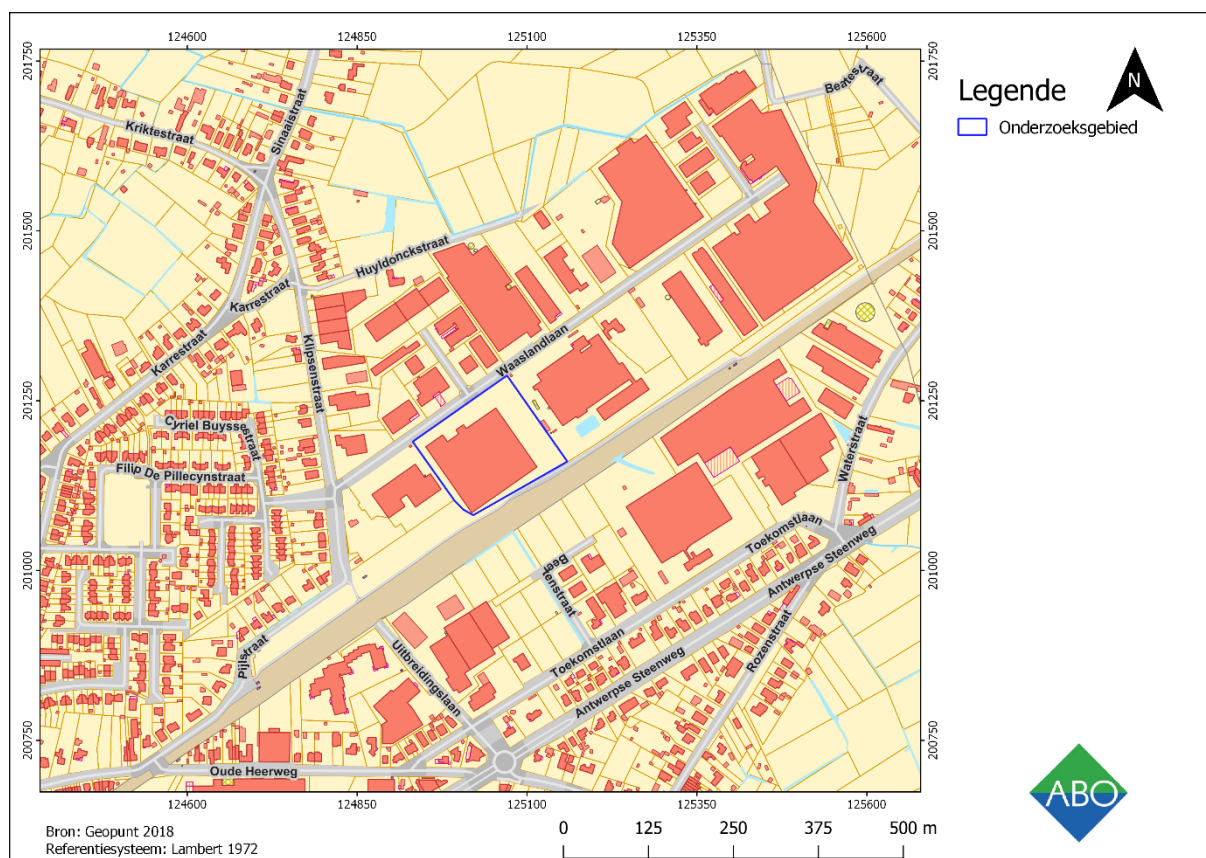 124600 124850 125100 125350 125600
201750 201750
Legende
N
Onderzoeksgebied
Beatestraat
Kriktestraat
Sinaaistraat
201500 201500
Huyldonckstraat
Karrestraat
Karrestraat
Klipsenstraat
Waaslandlaan
201250 201250
Cyriel Buyssestraat
Filip De Pillecynstraat
Waterstraat
Toekomstlaan
Antwerpse Steenweg
201000 201000
Beervenstraat
Toekomstlaan
Antwerpse Steenweg
Rozenstraat
Pijlstraat
Uitbreidingslaan
200750 200750
Oude Heerweg
124600 124850 125100 125350 125600
ABO
Bron: Geopunt 2018
Referentiesysteem: Lambert 1972
0 125 250 375 500 m